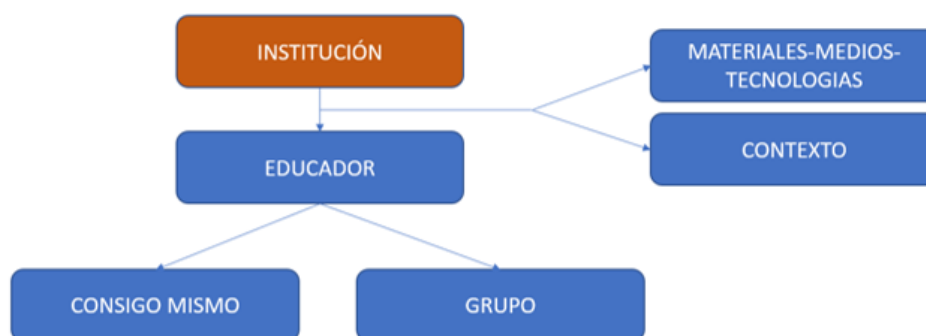 INSTITUCIÓN
MATERIALES-MEDIOS-
TECNOLOGIAS
EDUCADOR
CONTEXTO
CONSIGO MISMO
GRUPO